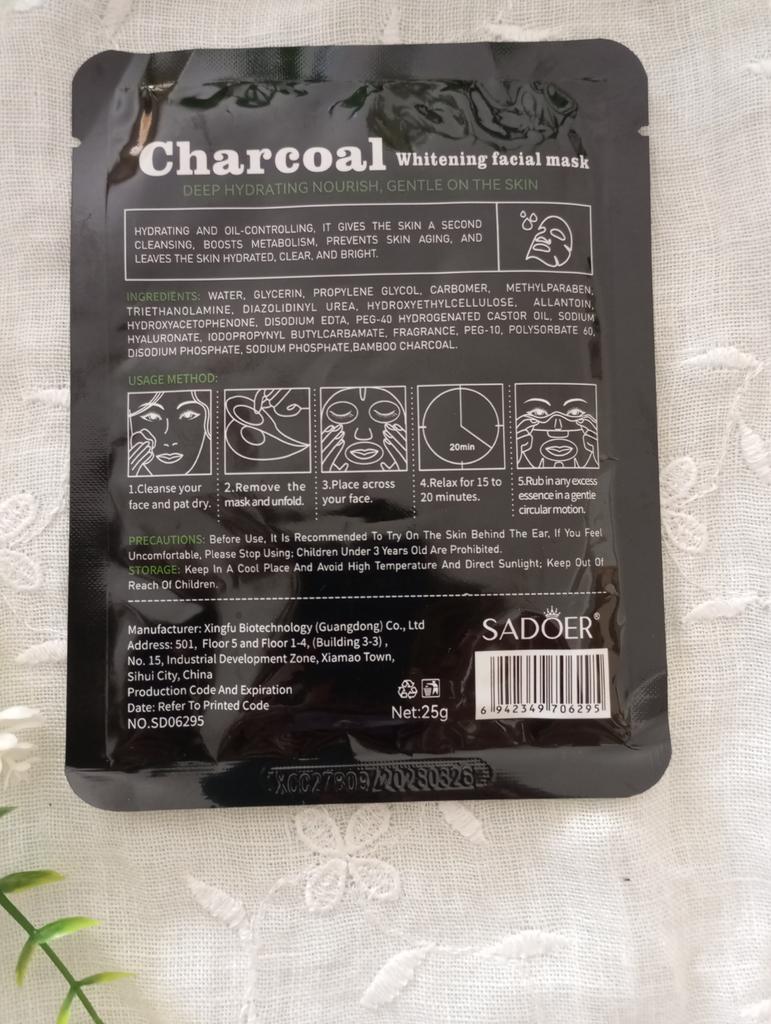 Charcoal Whitening facial mask
DEEP HYDRATING NOURISH, GENTLE ON THE SKIN
HYDRATING AND OIL-CONTROLLING, IT GIVES THE SKIN A SECOND
CLEANSING, BOOSTS METABOLISM, PREVENTS SKIN AGING, AND
LEAVES THE SKIN HYDRATED, CLEAR, AND BRIGHT.
INGREDIENTS: WATER, GLYCERIN, PROPYLENE GLYCOL, CARBOMER, METHYLPARABEN,
TRIETHANOLAMINE, DIAZOLIDINYL UREA, HYDROXYETHYLCELLULOSE, ALLANTOIN,
HYDROXYACETOPHENONE, DISODIUM EDTA, PEG-40 HYDROGENATED CASTOR OIL, SODIUM
HYALURONATE, IODOPROPYNYL BUTYLCARBAMATE, FRAGRANCE, PEG-10, POLYSORBATE 60,
DISODIUM PHOSPHATE, SODIUM PHOSPHATE,BAMBOO CHARCOAL.
USAGE METHOD:
20min
1.Cleanse your
face and pat dry.
2.Remove the
mask and unfold.
3.Place across
your face.
4.Relax for 15 to
20 minutes.
5.Rub in any excess
essence in a gentle
circular motion.
PRECAUTIONS: Before Use, It Is Recommended To Try On The Skin Behind The Ear, If You Feel
Uncomfortable, Please Stop Using; Children Under 3 Years Old Are Prohibited.
STORAGE: Keep In A Cool Place And Avoid High Temperature And Direct Sunlight; Keep Out Of
Reach Of Children.
Manufacturer: Xingfu Biotechnology (Guangdong) Co., Ltd
Address: 501, Floor 5 and Floor 1-4, (Building 3-3) ,
No. 15, Industrial Development Zone, Xiamao Town,
Sihui City, China
Production Code And Expiration
Date: Refer To Printed Code
NO.SD06295
Net:25g
SADOER®
6 942349 706295